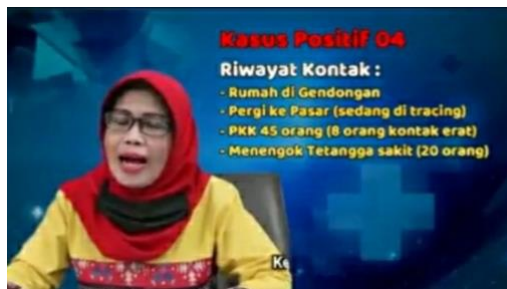 Kasus Positif 04
Riwayat Kontak :
- Rumah di Gendongan
- Pergi ke Pasar (sedang di tracing)
- PKK 45 orang (8 orang kontak erat)
- Menengok Tetangga sakit (20 orang)
Ke